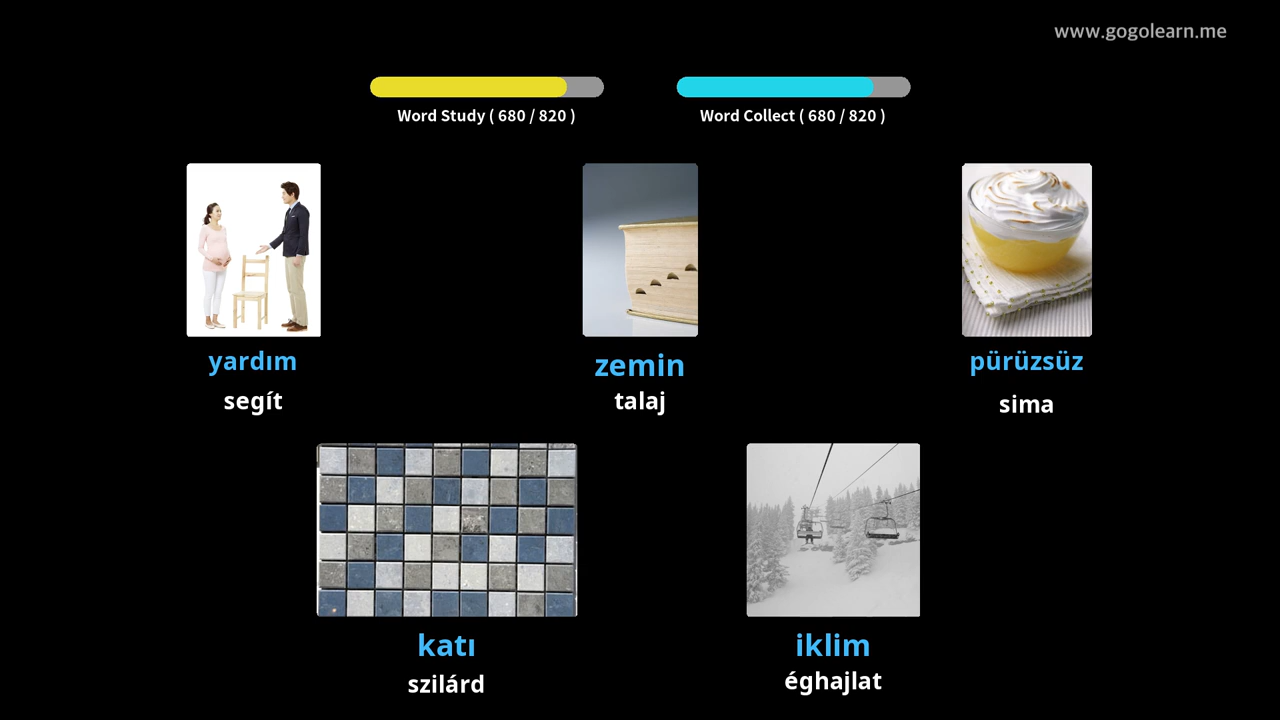 www.gogolearn.me
Word Study ( 680 / 820 )
Word Collect ( 680 / 820 )
yardım
segít
zemin
talaj
pürüzsüz
sima
katı
szilárd
iklim
éghajlat